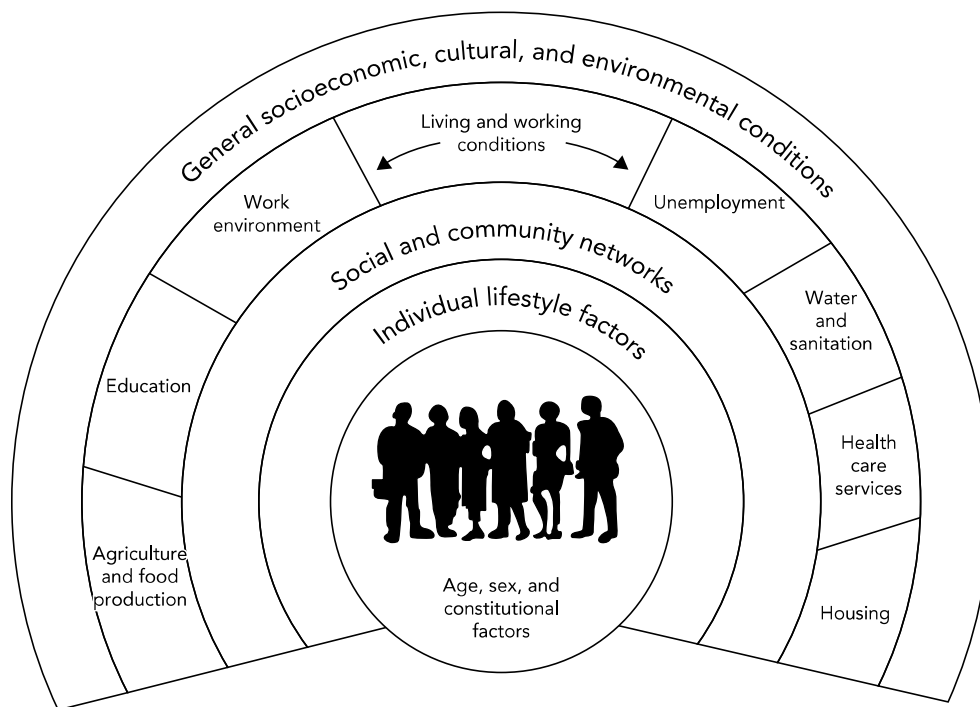 General socioeconomic, cultural, and environmental conditions
Living and working
conditions
Work
environment
Unemployment
Social and community networks
Water
and
sanitation
Individual lifestyle factors
Education
Health
care
services
Agriculture
and food
production
Age, sex, and
constitutional
factors
Housing